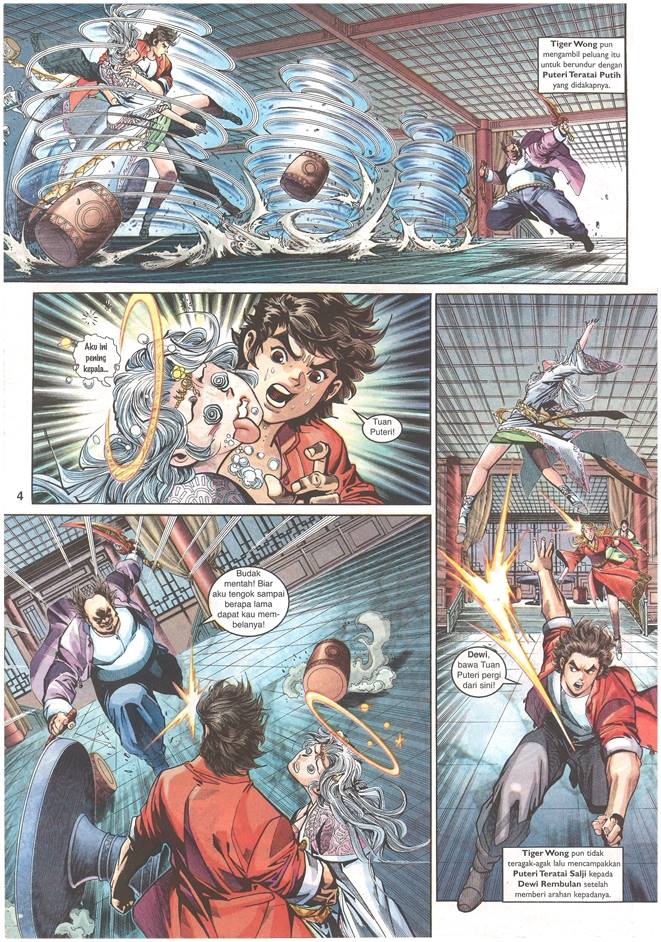 Tiger Wong pun
mengambil peluang itu
untuk berundur dengan
Puteri Teratai Putih
yang didakapnya.
Aku ini
pening
kepala...
Tuan
Puteri!
4
Budak
mentah! Biar
aku tengok sampai
berapa lama
dapat kau mem-
belanya!
Dewi,
bawa Tuan
Puteri pergi
dari sini!
Tiger Wong pun tidak
teragak-agak lalu mencampakkan
Puteri Teratai Salji kepada
Dewi Rembulan setelah
memberi arahan kepadanya.